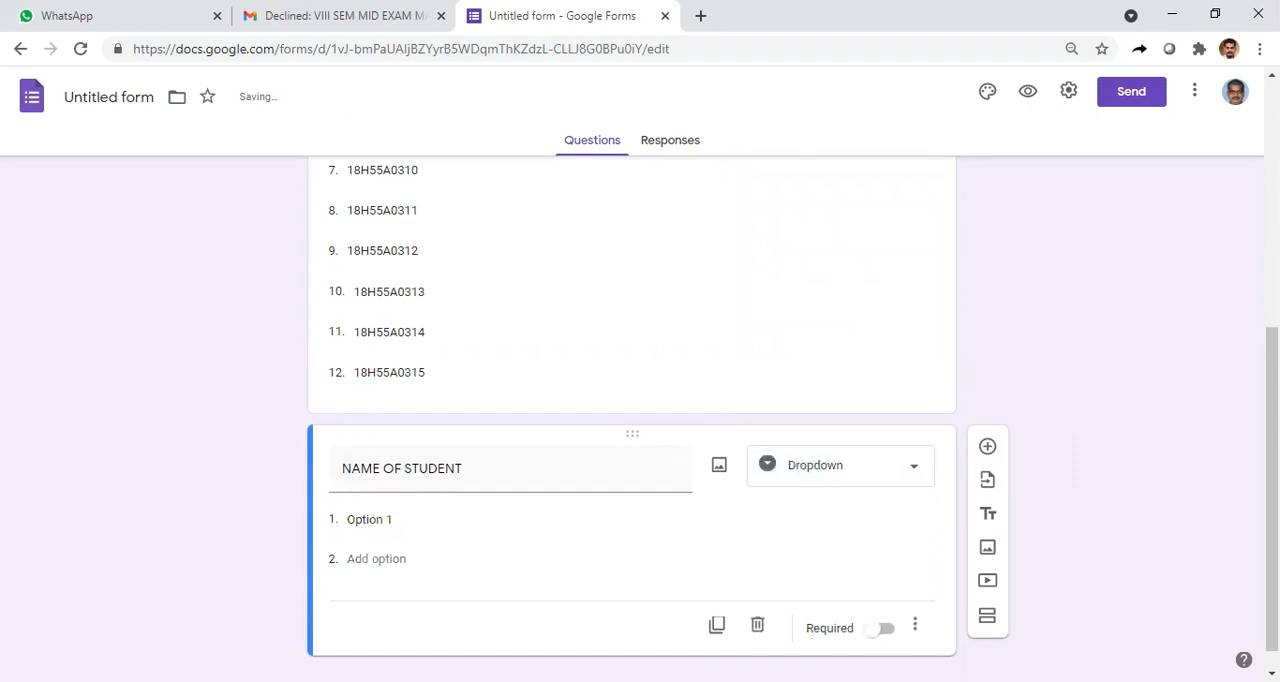 WhatsApp
Declined: VIII SEM MID EXAM MA
Untitled form - Google Forms
https://docs.google.com/forms/d/1vJ-bmPaUAIjBZYyrB5WDqmThKZdzL-CLLJ8G0BPu0iY/edit
Untitled form
Saving...
Send
Questions
Responses
7. 18H55A0310
8. 18H55A0311
9. 18H55A0312
10. 18H55A0313
11. 18H55A0314
12. 18H55A0315
NAME OF STUDENT
Dropdown
1. Option 1
2. Add option
Required